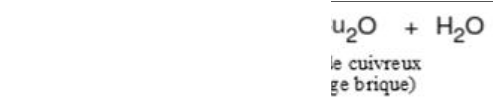 u₂O + H₂O
le cuivreux
ge brique)